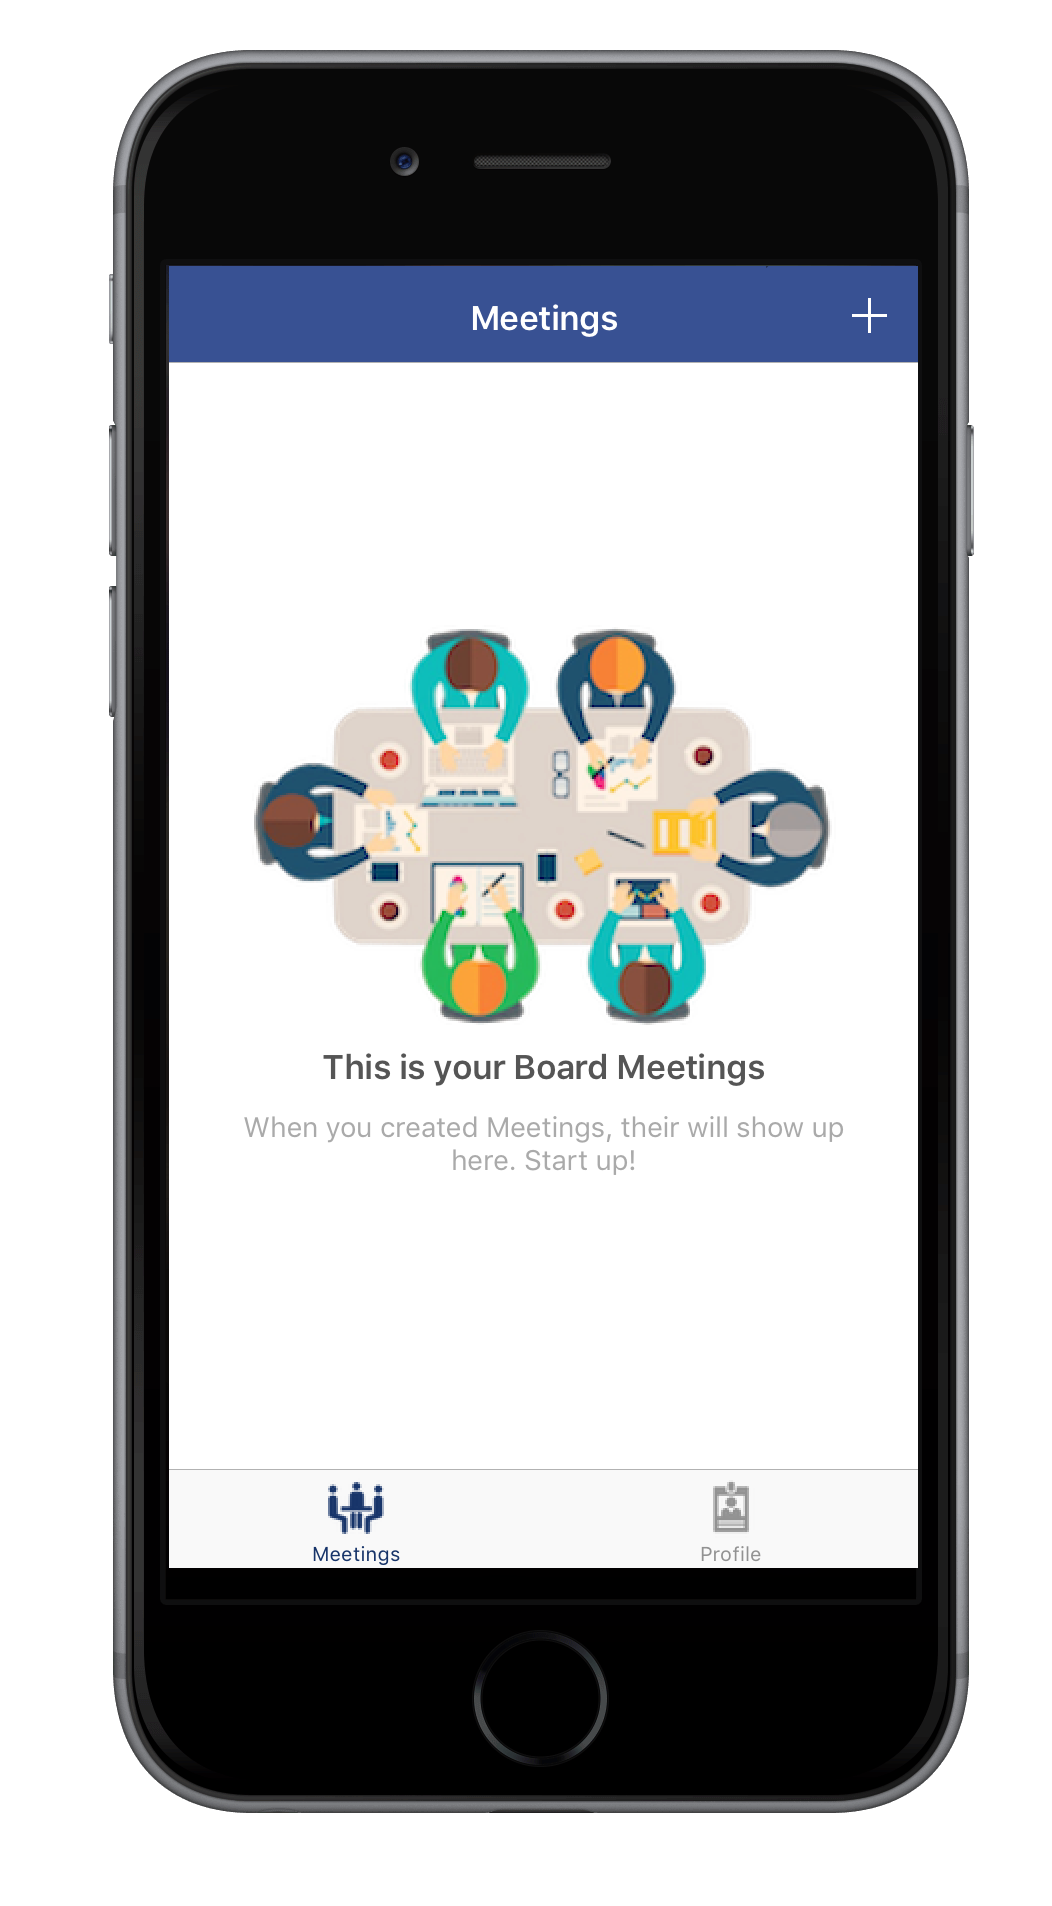 Meetings
This is your Board Meetings
When you created Meetings, their will show up
here. Start up!
Meetings
Profile